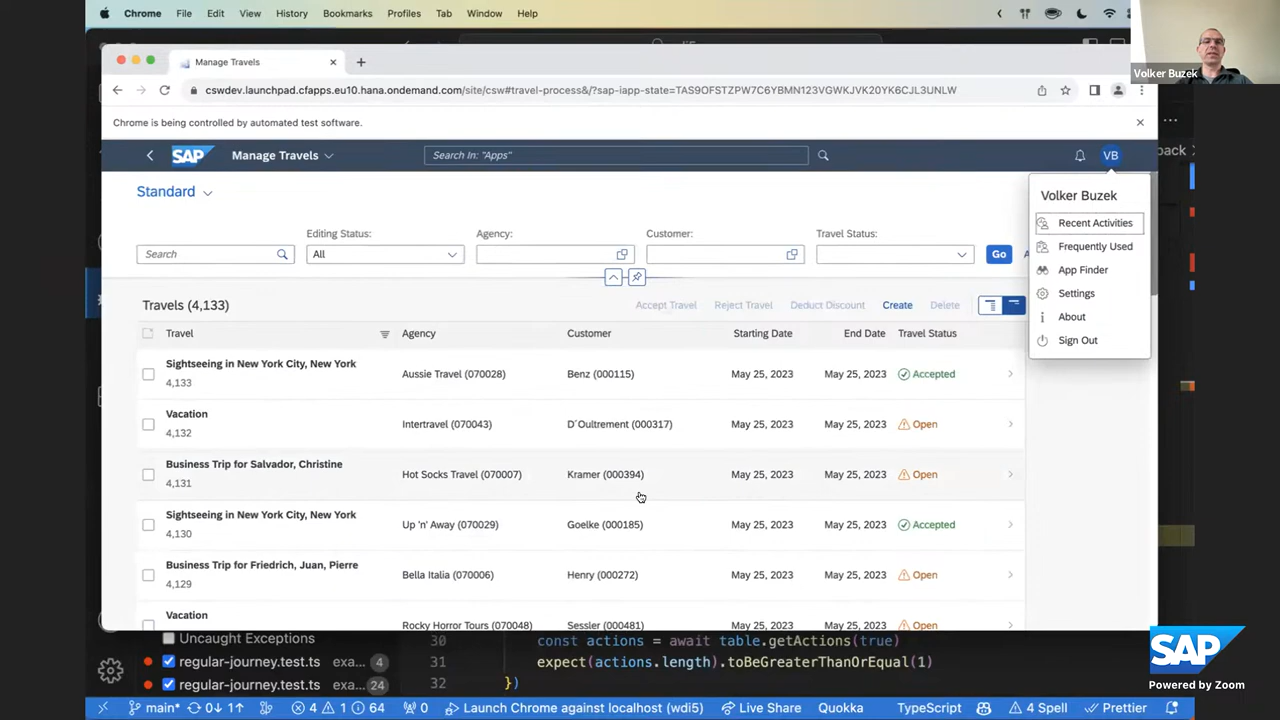 Chrome File Edit View History Bookmarks Profiles Tab Window Help
Volker Buzek
Manage Travels
cswdev.launchpad.cfapps.eu10.hana.ondemand.com/site/csw#travel-process&/?sap-iapp-state=TAS9OFSTZPW7C6YBMN123VGWKJVK20YK6CJL3UNLW
Chrome is being controlled by automated test software.
SAP Manage Travels Search In: "Apps" VB
Standard
Volker Buzek
Recent Activities
Frequently Used
App Finder
Settings
About
Sign Out
Editing Status: Agency: Customer: Travel Status:
Search All Go
Travels (4,133) Accept Travel Reject Travel Deduct Discount Create Delete
Travel Agency Customer Starting Date End Date Travel Status
Sightseeing in New York City, New York
4,133
Aussie Travel (070028) Benz (000115) May 25, 2023 May 25, 2023 Accepted
Vacation
4,132
Intertravel (070043) D´Oultrement (000317) May 25, 2023 May 25, 2023 Open
Business Trip for Salvador, Christine
4,131
Hot Socks Travel (070007) Kramer (000394) May 25, 2023 May 25, 2023 Open
Sightseeing in New York City, New York
4,130
Up 'n' Away (070029) Goelke (000185) May 25, 2023 May 25, 2023 Accepted
Business Trip for Friedrich, Juan, Pierre
4,129
Bella Italia (070006) Henry (000272) May 25, 2023 May 25, 2023 Open
Vacation
Rocky Horror Tours (070048) Sessler (000481) May 25, 2023 May 25, 2023 Open
Uncaught Exceptions
regular-journey.test.ts exa... 4
regular-journey.test.ts exa... 24
30 const actions = await table.getActions(true)
31 expect(actions.length).toBeGreaterThanOrEqual(1)
32 })
SAP
Powered by Zoom
main* 0↓ 1↑ 4 1 64 0 Launch Chrome against localhost (wdi5) Live Share Quokka TypeScript 4 Spell Prettier